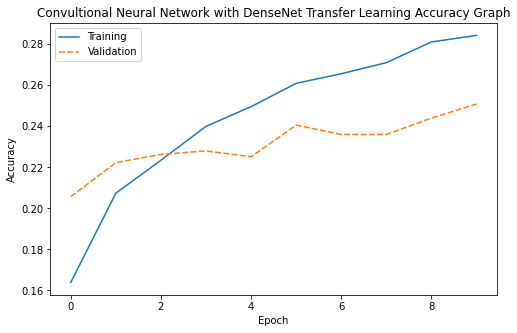 Convultional Neural Network with DenseNet Transfer Learning Accuracy Graph
Training
Validation
0.28
0.26
0.24
0.22
0.20
0.18
0.16
Accuracy
0 2 4 6 8
Epoch